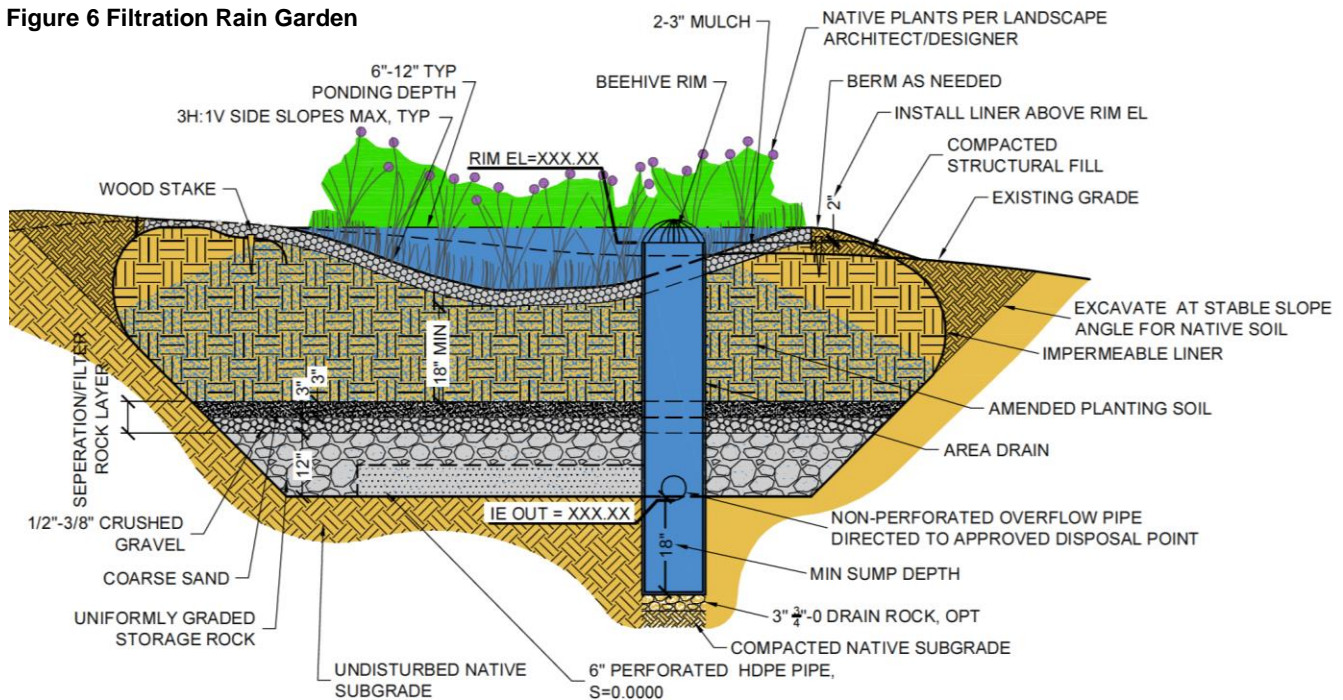 Figure 6 Filtration Rain Garden
2-3" MULCH
NATIVE PLANTS PER LANDSCAPE
ARCHITECT/DESIGNER
6"-12" TYP
PONDING DEPTH
BEEHIVE RIM
BERM AS NEEDED
3H:1V SIDE SLOPES MAX, TYP
INSTALL LINER ABOVE RIM EL
COMPACTED
STRUCTURAL FILL
RIM EL=XXX.XX
WOOD STAKE
EXISTING GRADE
2"
EXCAVATE AT STABLE SLOPE
ANGLE FOR NATIVE SOIL
IMPERMEABLE LINER
18" MIN
3"
3"
SEPERATION/FILTER
ROCK LAYER
AMENDED PLANTING SOIL
AREA DRAIN
12"
1/2"-3/8" CRUSHED
GRAVEL
IE OUT = XXX.XX
NON-PERFORATED OVERFLOW PIPE
DIRECTED TO APPROVED DISPOSAL POINT
18"
COARSE SAND
MIN SUMP DEPTH
UNIFORMLY GRADED
STORAGE ROCK
3" 3/4"-0 DRAIN ROCK, OPT
COMPACTED NATIVE SUBGRADE
UNDISTURBED NATIVE
SUBGRADE
6" PERFORATED HDPE PIPE,
S=0.0000